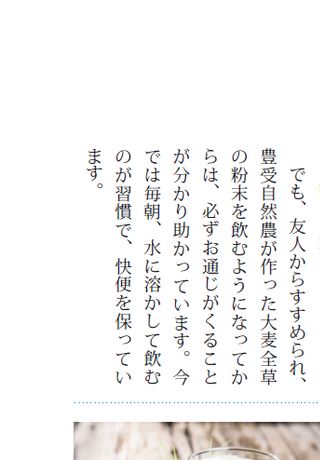 でも、友人からすすめられ、
豊受自然農が作った大麦全草
の粉末を飲むようになってか
らは、必ずお通じがくること
が分かり助かっています。今
では毎朝、水に溶かして飲む
のが習慣で、快便を保ってい
ます。